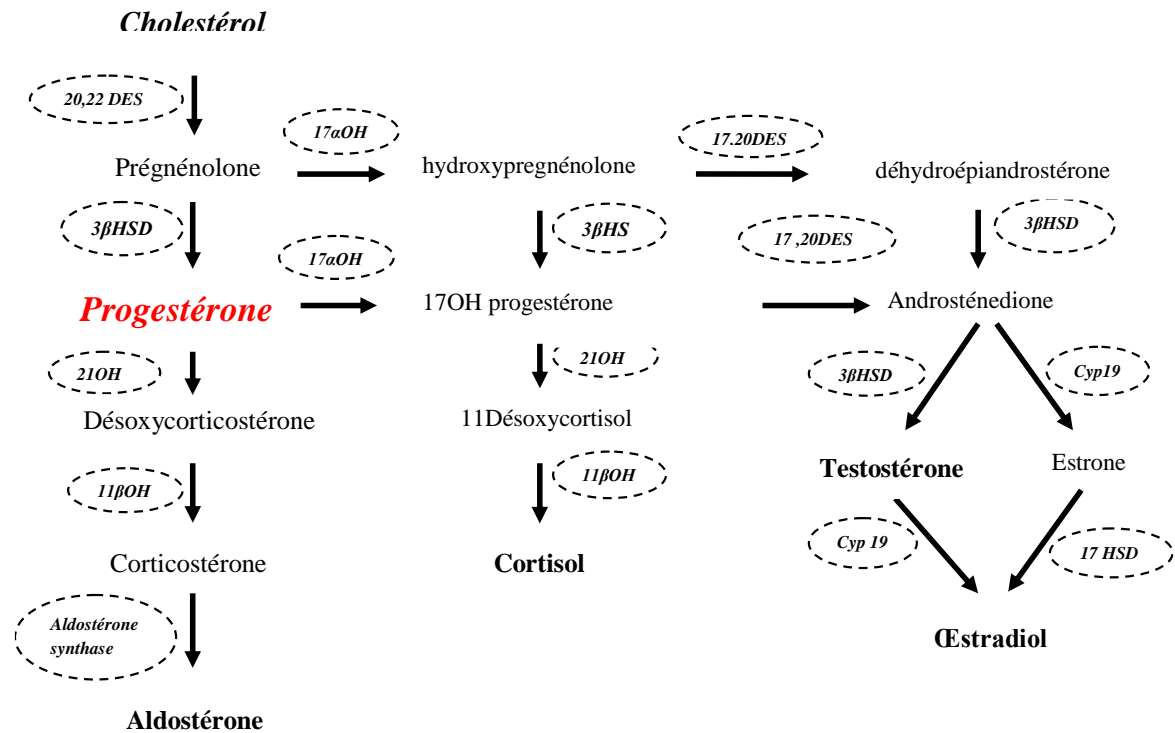 Cholestérol
20,22 DES
17αOH
17.20DES
Prégnénolone
hydroxypregnénolone
déhydroépiandrostérone
3βHSD
3βHS
3βHSD
17αOH
17 ,20DES
Progestérone
17OH progestérone
Androsténedione
21OH
21OH
3βHSD
Cyp19
Désoxycorticostérone
11Désoxycortisol
Testostérone
Estrone
11βOH
11βOH
Cyp 19
17 HSD
Corticostérone
Cortisol
Aldostérone
synthase
Œstradiol
Aldostérone